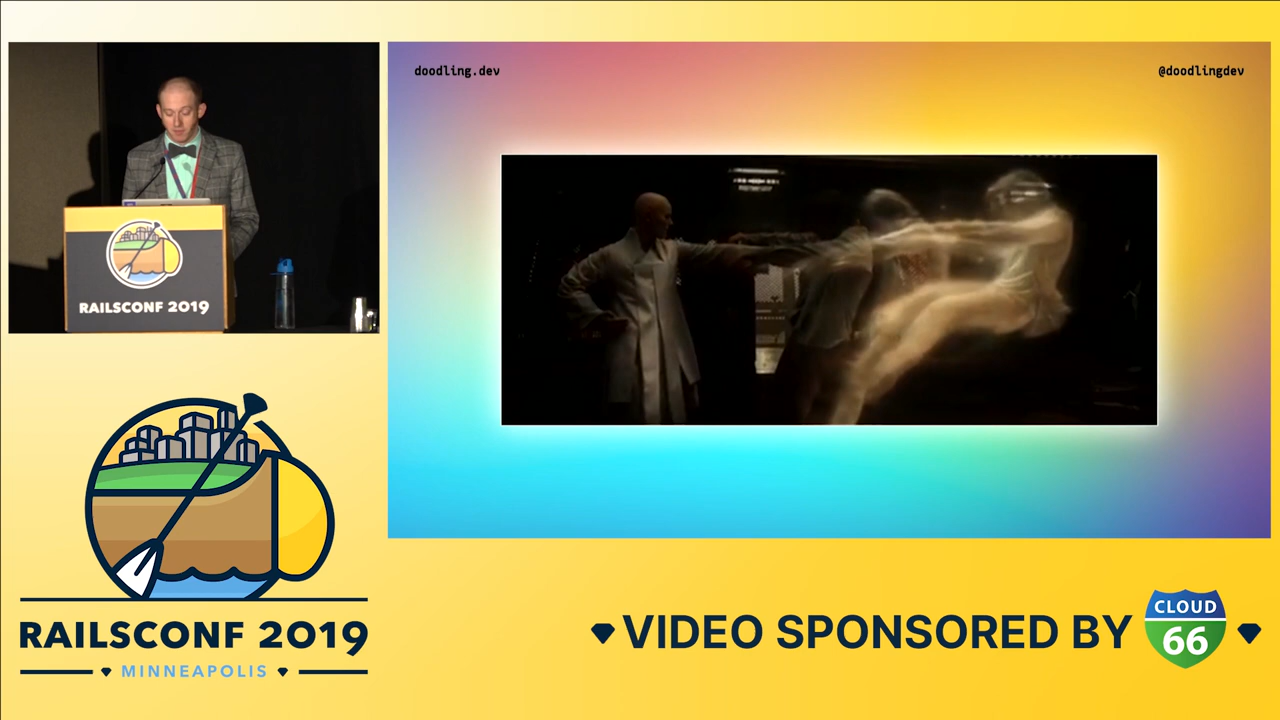 doodling.dev
@doodlingdev
RAILSCONF 2019
RAILSCONF 2019
MINNEAPOLIS
VIDEO SPONSORED BY
CLOUD
66